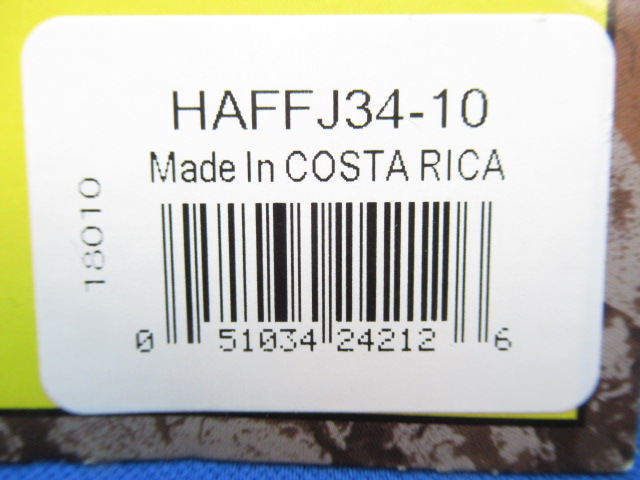 HAFFJ34-10
Made In COSTA RICA
18010
0 51034 24212 6